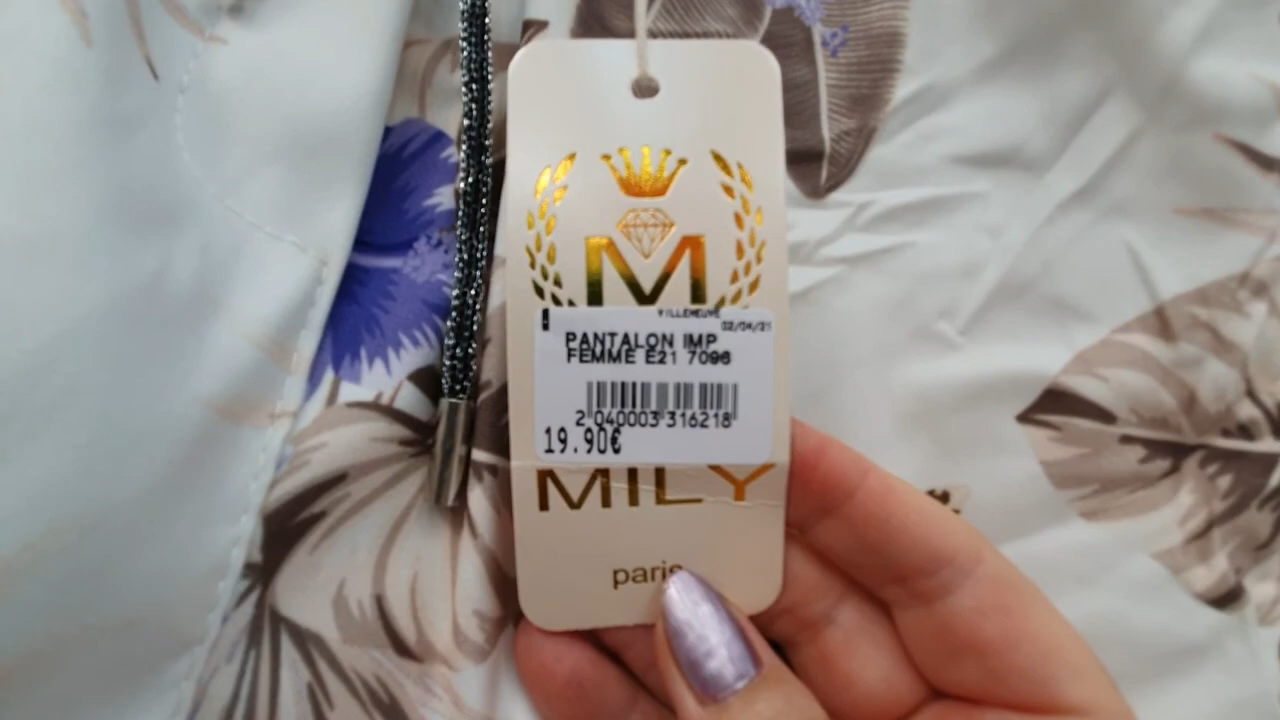 M
VILLENEUVE
02/04/21
PANTALON IMP
FEMME E21 7096
2 040003 316218
19.90€
MILY
paris